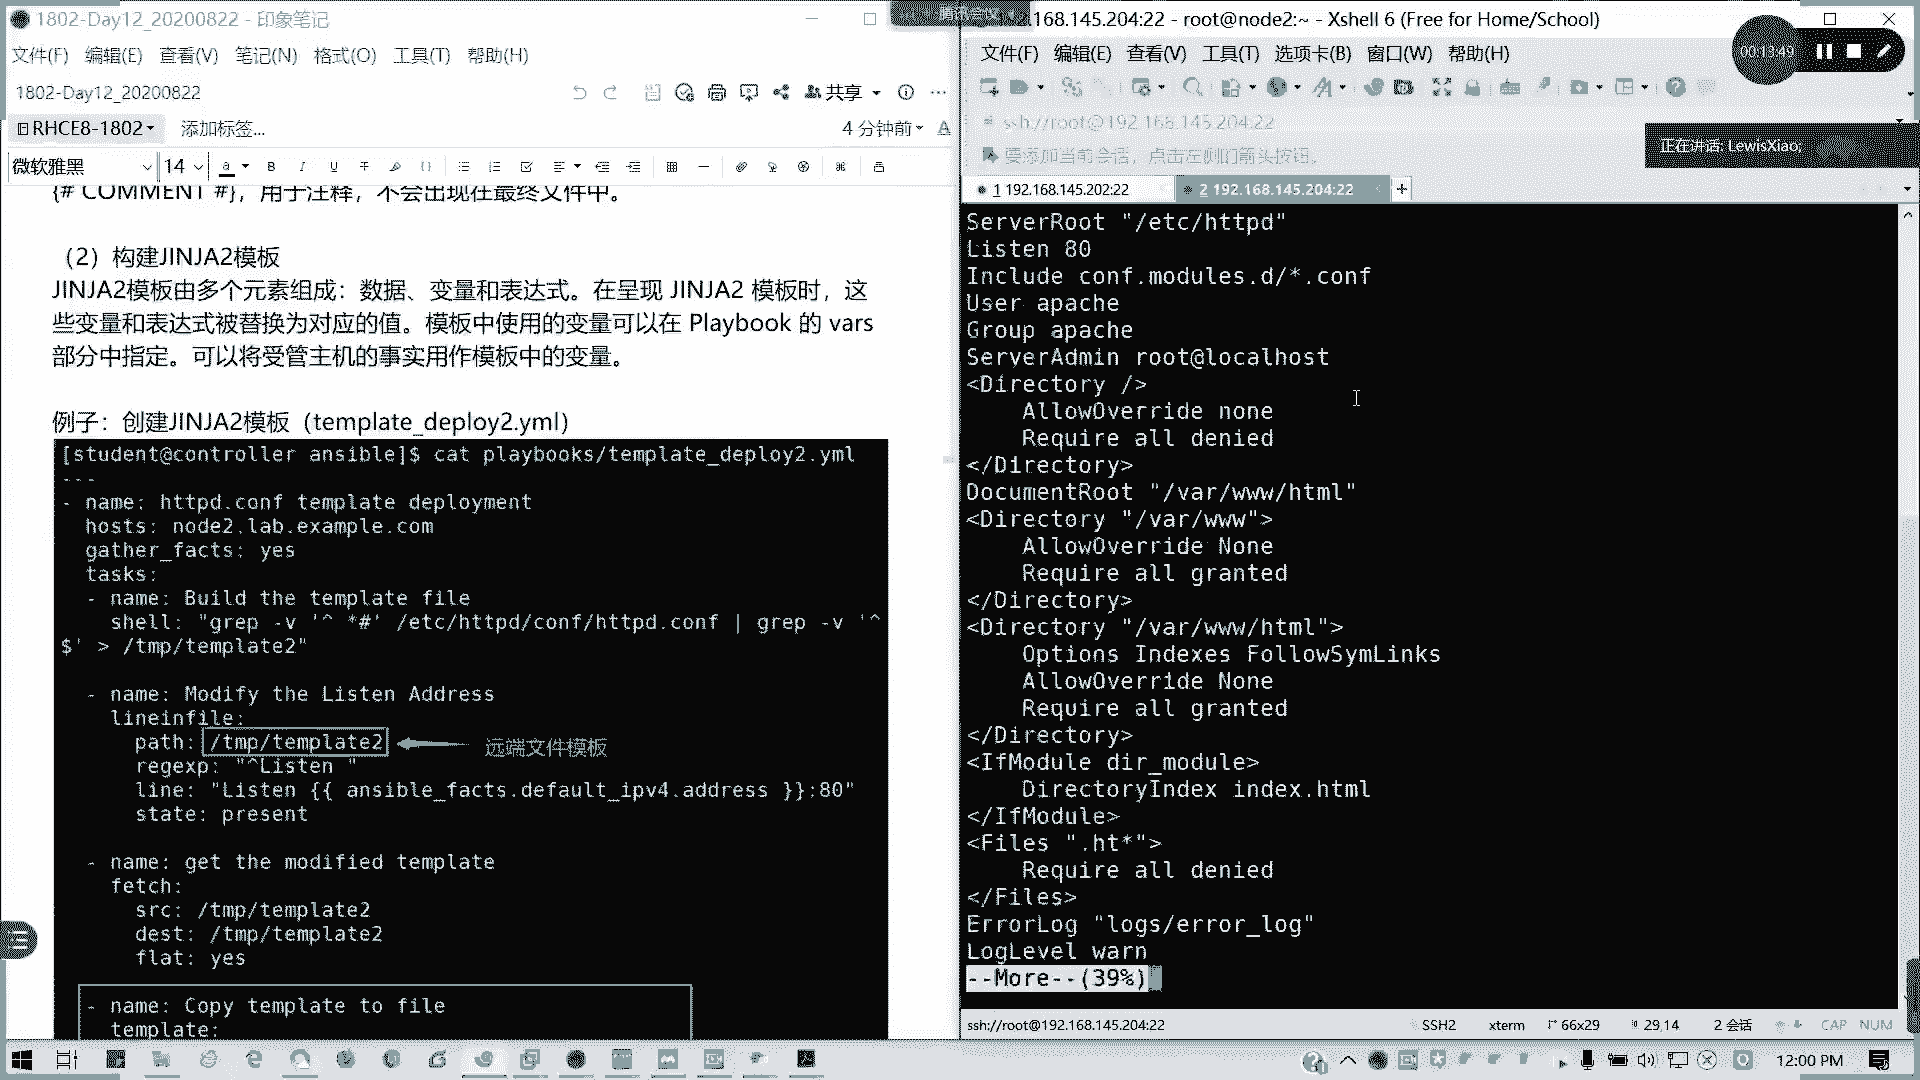 1802-Day12_20200822 - 印象笔记
文件(F) 编辑(E) 查看(V) 笔记(N) 格式(O) 工具(T) 帮助(H)
1802-Day12_20200822
共享
RHCE8-1802
添加标签...
4 分钟前
微软雅黑
14
{# COMMENT #}，用于注释，不会出现在最终文件中。
（2）构建JINJA2模板
JINJA2模板由多个元素组成：数据、变量和表达式。在呈现 JINJA2 模板时，这
些变量和表达式被替换为对应的值。模板中使用的变量可以在 Playbook 的 vars
部分中指定。可以将受管主机的事实用作模板中的变量。
例子：创建JINJA2模板（template_deploy2.yml）
[student@controller ansible]$ cat playbooks/template_deploy2.yml
---
- name: httpd.conf template deployment
  hosts: node2.lab.example.com
  gather_facts: yes
  tasks:
  - name: Build the template file
    shell: "grep -v '^ *#' /etc/httpd/conf/httpd.conf | grep -v '^
$' > /tmp/template2"
  - name: Modify the Listen Address
    lineinfile:
      path: /tmp/template2
远端文件模板
      regexp: "^Listen "
      line: "Listen {{ ansible_facts.default_ipv4.address }}:80"
      state: present
  - name: get the modified template
    fetch:
      src: /tmp/template2
      dest: /tmp/template2
      flat: yes
  - name: Copy template to file
    template:
.168.145.204:22 - root@node2:~ - Xshell 6 (Free for Home/School)
00:13:49
文件(F) 编辑(E) 查看(V) 工具(T) 选项卡(B) 窗口(W) 帮助(H)
ssh://root@192.168.145.204:22
正在讲话: LewisXiao;
要添加当前会话，点击左侧的箭头按钮。
1 192.168.145.202:22
2 192.168.145.204:22
ServerRoot "/etc/httpd"
Listen 80
Include conf.modules.d/*.conf
User apache
Group apache
ServerAdmin root@localhost
<Directory />
    AllowOverride none
    Require all denied
</Directory>
DocumentRoot "/var/www/html"
<Directory "/var/www">
    AllowOverride None
    Require all granted
</Directory>
<Directory "/var/www/html">
    Options Indexes FollowSymLinks
    AllowOverride None
    Require all granted
</Directory>
<IfModule dir_module>
    DirectoryIndex index.html
</IfModule>
<Files ".ht*">
    Require all denied
</Files>
ErrorLog "logs/error_log"
LogLevel warn
--More--(39%)
ssh://root@192.168.145.204:22
SSH2
xterm
66x29
29,14
2 会话
CAP
NUM
12:00 PM